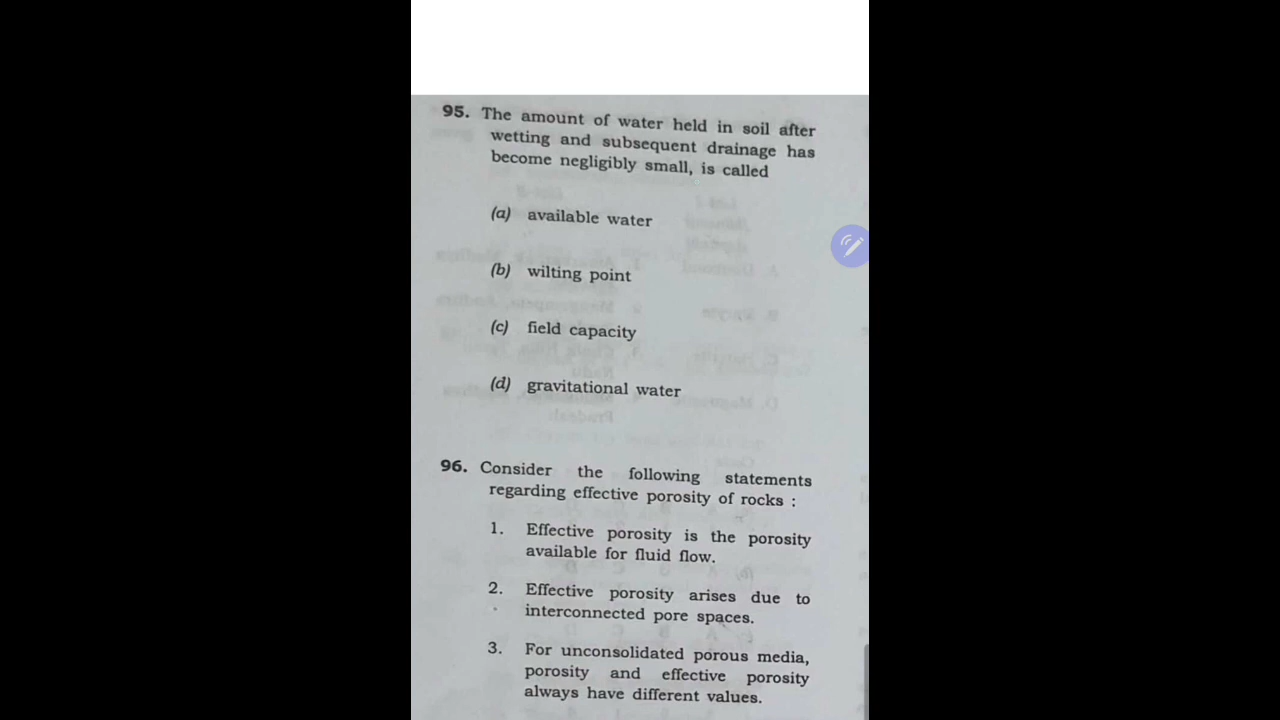 95. The amount of water held in soil after
wetting and subsequent drainage has
become negligibly small, is called
(a) available water
(b) wilting point
(c) field capacity
(d) gravitational water
96. Consider the following statements
regarding effective porosity of rocks :
1. Effective porosity is the porosity
available for fluid flow.
2. Effective porosity arises due to
interconnected pore spaces.
3. For unconsolidated porous media,
porosity and effective porosity
always have different values.